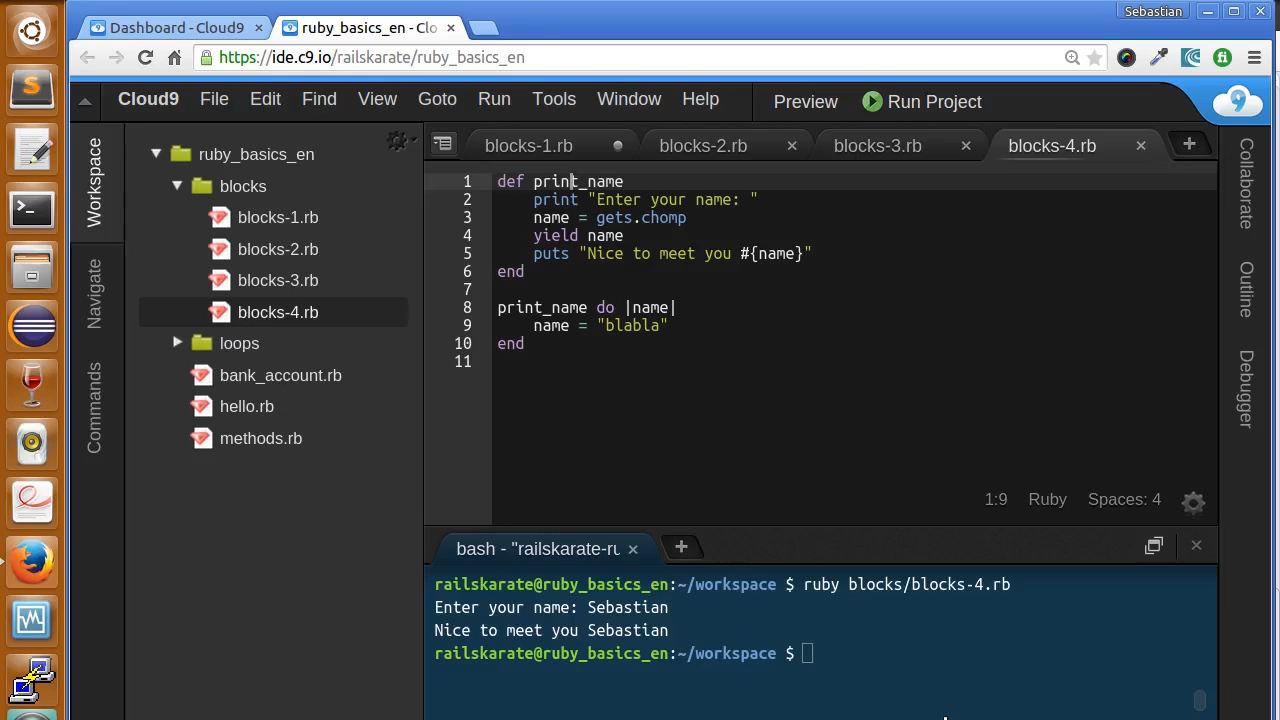 Sebastian
Dashboard - Cloud9
ruby_basics_en - Clo
https://ide.c9.io/railskarate/ruby_basics_en
Cloud9 File Edit Find View Goto Run Tools Window Help Preview Run Project
Workspace
Navigate
Commands
ruby_basics_en
blocks
blocks-1.rb
blocks-2.rb
blocks-3.rb
blocks-4.rb
loops
bank_account.rb
hello.rb
methods.rb
blocks-1.rb blocks-2.rb blocks-3.rb blocks-4.rb
1 def print_name
2 print "Enter your name: "
3 name = gets.chomp
4 yield name
5 puts "Nice to meet you #{name}"
6 end
7
8 print_name do |name|
9 name = "blabla"
10 end
11
1:9 Ruby Spaces: 4
Collaborate
Outline
Debugger
bash - "railskarate-ru
railskarate@ruby_basics_en:~/workspace $ ruby blocks/blocks-4.rb
Enter your name: Sebastian
Nice to meet you Sebastian
railskarate@ruby_basics_en:~/workspace $